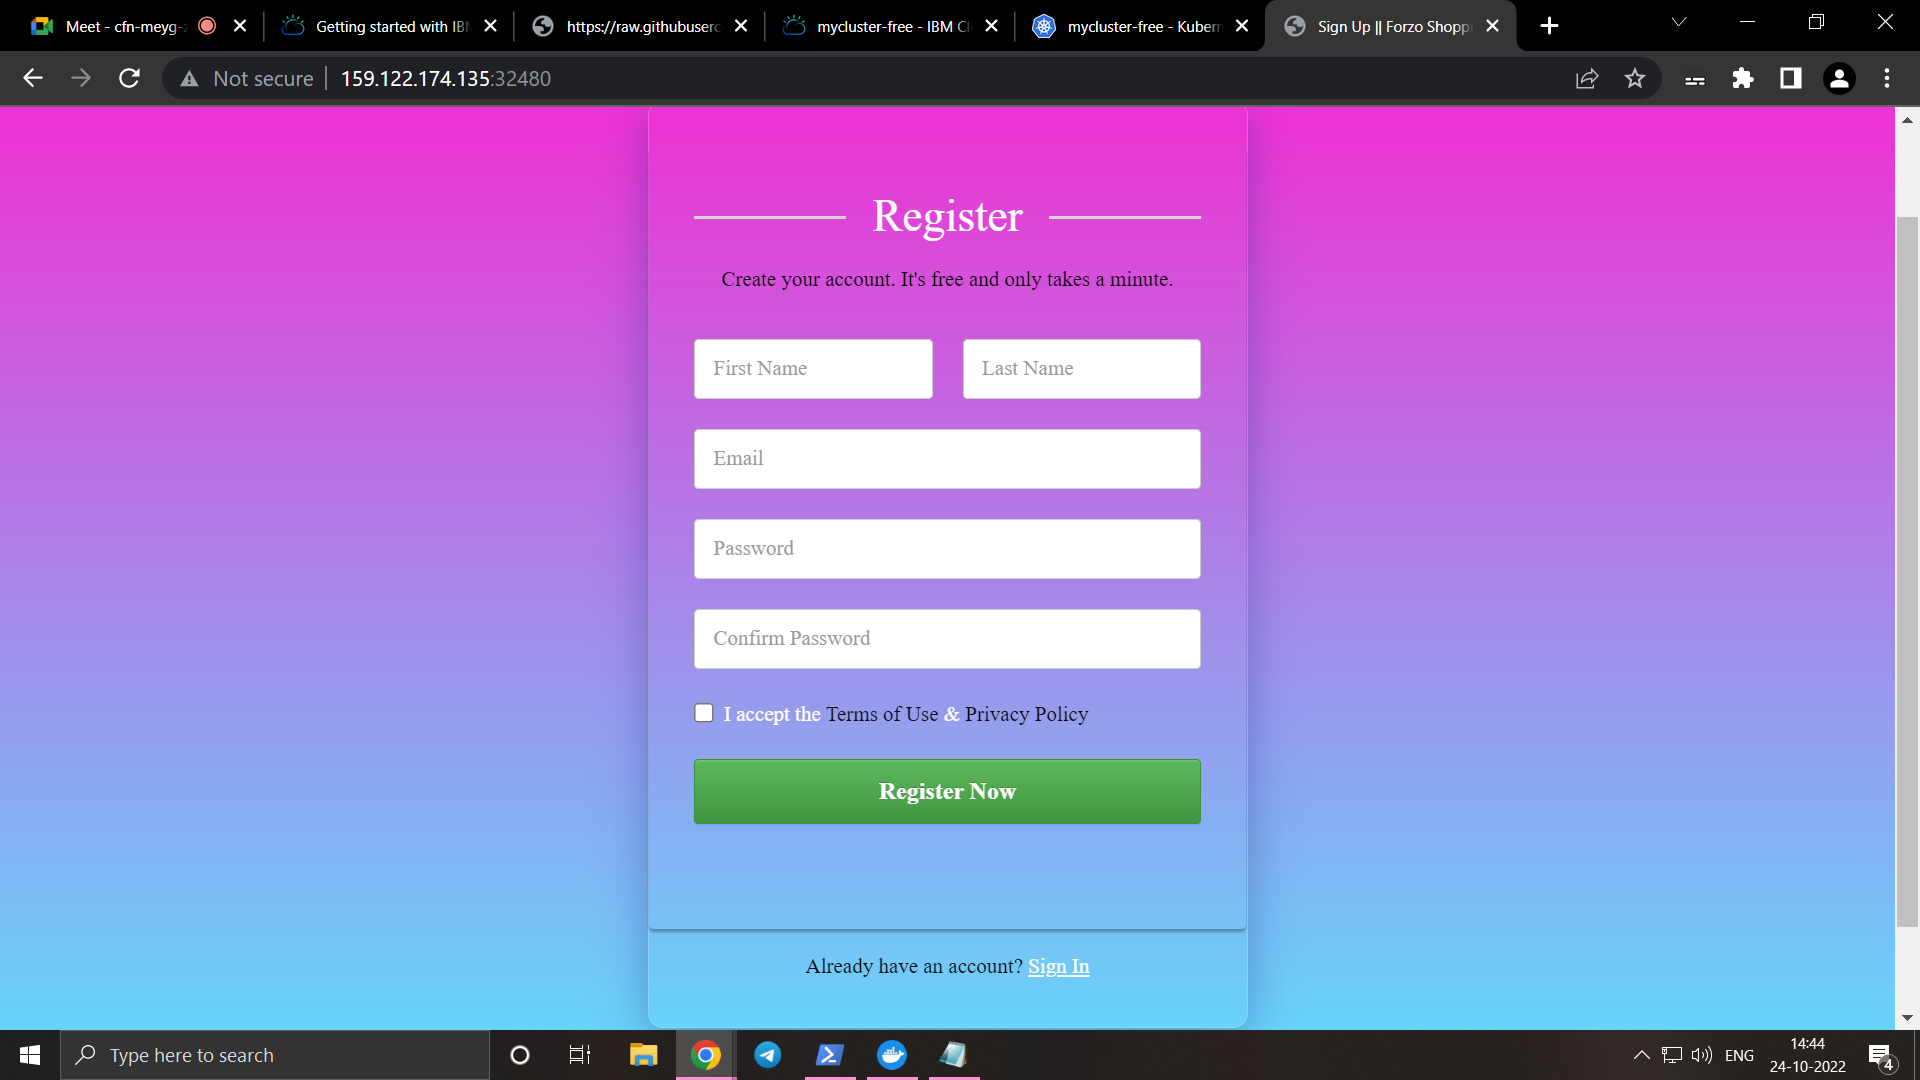 Meet - cfn-meyg-
Getting started with IBM
https://raw.githubuserc
mycluster-free - IBM Cl
mycluster-free - Kubern
Sign Up || Forzo Shoppi
Not secure
159.122.174.135:32480
Register
Create your account. It's free and only takes a minute.
First Name
Last Name
Email
Password
Confirm Password
I accept the Terms of Use & Privacy Policy
Register Now
Already have an account? Sign In
Type here to search
ENG
14:44
24-10-2022
4